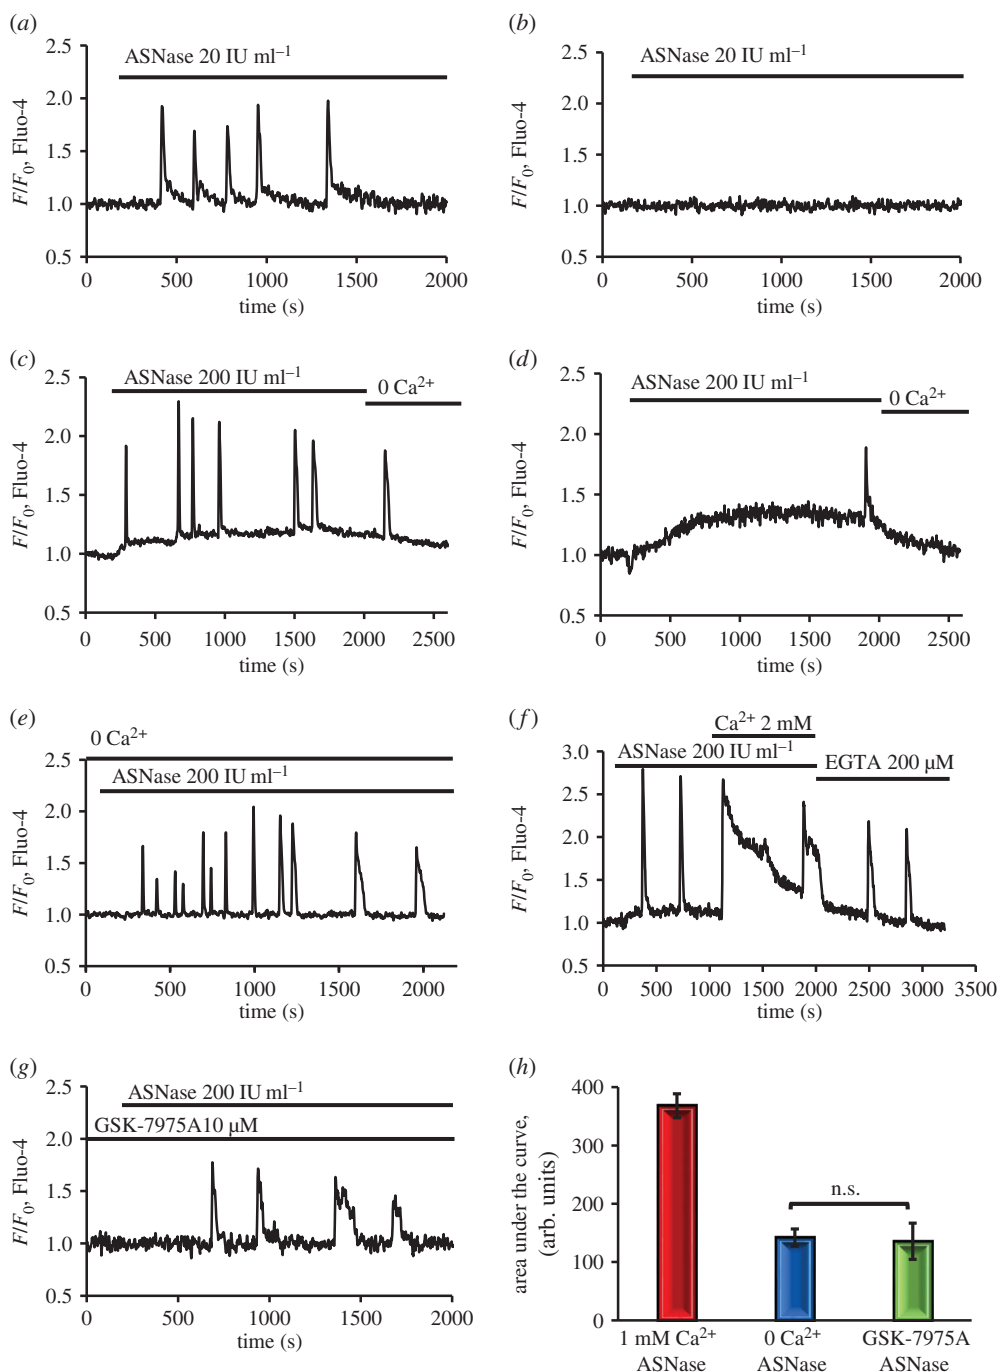 (a)
ASNase 20 IU ml⁻¹
2.5
2.0
1.5
1.0
0.5
F/F₀, Fluo-4
0 500 1000 1500 2000
time (s)
(b)
ASNase 20 IU ml⁻¹
2.5
2.0
1.5
1.0
0.5
F/F₀, Fluo-4
0 500 1000 1500 2000
time (s)
(c)
ASNase 200 IU ml⁻¹
0 Ca²⁺
2.5
2.0
1.5
1.0
0.5
F/F₀, Fluo-4
0 500 1000 1500 2000 2500
time (s)
(d)
ASNase 200 IU ml⁻¹
0 Ca²⁺
2.5
2.0
1.5
1.0
0.5
F/F₀, Fluo-4
0 500 1000 1500 2000 2500
time (s)
(e)
0 Ca²⁺
ASNase 200 IU ml⁻¹
2.5
2.0
1.5
1.0
0.5
F/F₀, Fluo-4
0 500 1000 1500 2000
time (s)
(f)
Ca²⁺ 2 mM
ASNase 200 IU ml⁻¹
EGTA 200 µM
3.0
2.5
2.0
1.5
1.0
0.5
F/F₀, Fluo-4
0 500 1000 1500 2000 2500 3000 3500
time (s)
(g)
ASNase 200 IU ml⁻¹
GSK-7975A10 µM
2.5
2.0
1.5
1.0
0.5
F/F₀, Fluo-4
0 500 1000 1500 2000
time (s)
(h)
400
300
200
100
0
area under the curve,
(arb. units)
n.s.
1 mM Ca²⁺ 0 Ca²⁺ GSK-7975A
ASNase ASNase ASNase